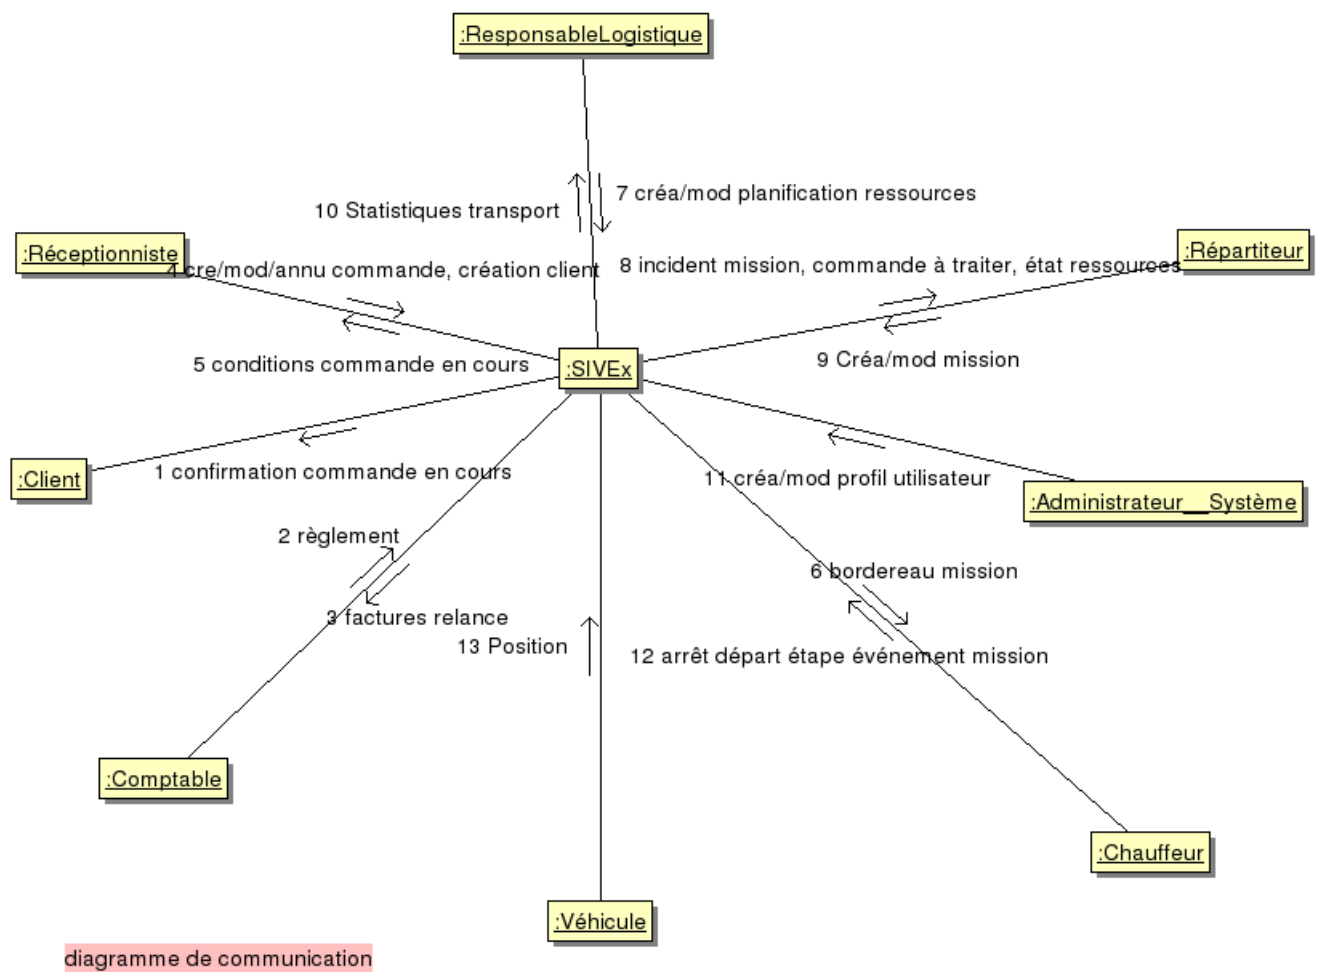 :ResponsableLogistique
7 créa/mod planification ressources
10 Statistiques transport
:Réceptionniste
:Répartiteur
4 cre/mod/annu commande, création client
8 incident mission, commande à traiter, état ressources
5 conditions commande en cours
:SIVEx
9 Créa/mod mission
:Client
1 confirmation commande en cours
11 créa/mod profil utilisateur
:Administrateur__Système
2 règlement
6 bordereau mission
3 factures relance
13 Position
12 arrêt départ étape événement mission
:Comptable
:Chauffeur
:Véhicule
diagramme de communication